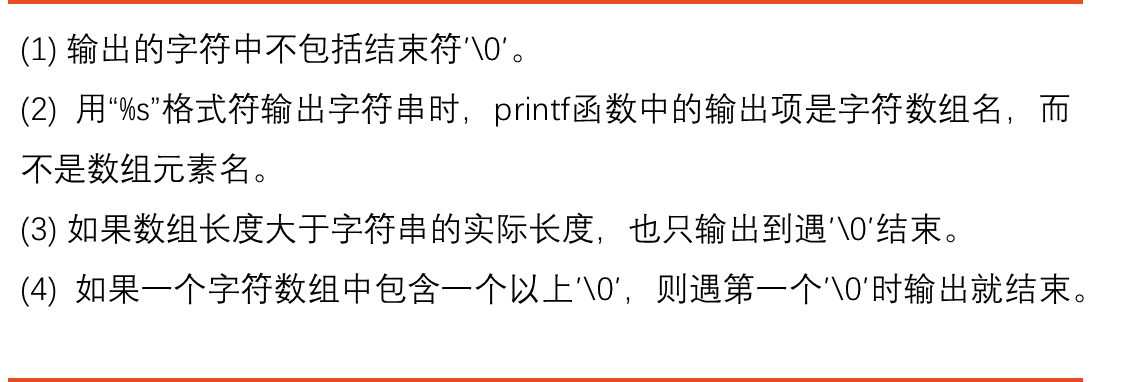 (1) 输出的字符中不包括结束符'\0'。
(2) 用“%s”格式符输出字符串时，printf函数中的输出项是字符数组名，而
不是数组元素名。
(3) 如果数组长度大于字符串的实际长度，也只输出到遇'\0'结束。
(4) 如果一个字符数组中包含一个以上'\0'，则遇第一个'\0'时输出就结束。